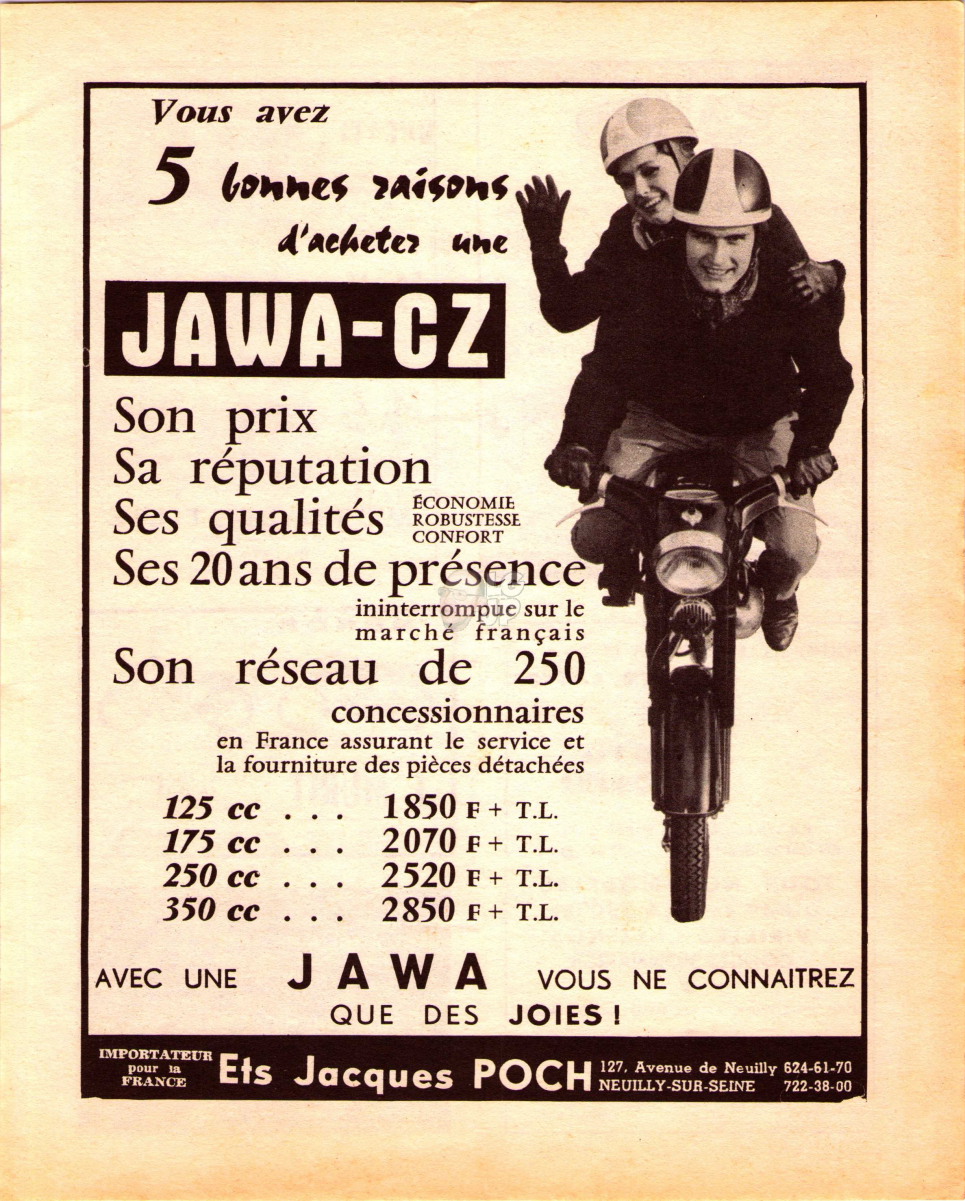 Vous avez
5 bonnes raisons
d'acheter une
JAWA-CZ
Son prix
Sa réputation
Ses qualités
ÉCONOMIE
ROBUSTESSE
CONFORT
Ses 20 ans de présence
ininterrompue sur le
marché français
Son réseau de 250
concessionnaires
en France assurant le service et
la fourniture des pièces détachées
125 cc . . . 1850 F + T.L.
175 cc . . . 2070 F + T.L.
250 cc . . . 2520 F + T.L.
350 cc . . . 2850 F + T.L.
AVEC UNE JAWA VOUS NE CONNAITREZ
QUE DES JOIES !
IMPORTATEUR
pour la
FRANCE
Ets Jacques POCH
127, Avenue de Neuilly 624-61-70
NEUILLY-SUR-SEINE 722-38-00